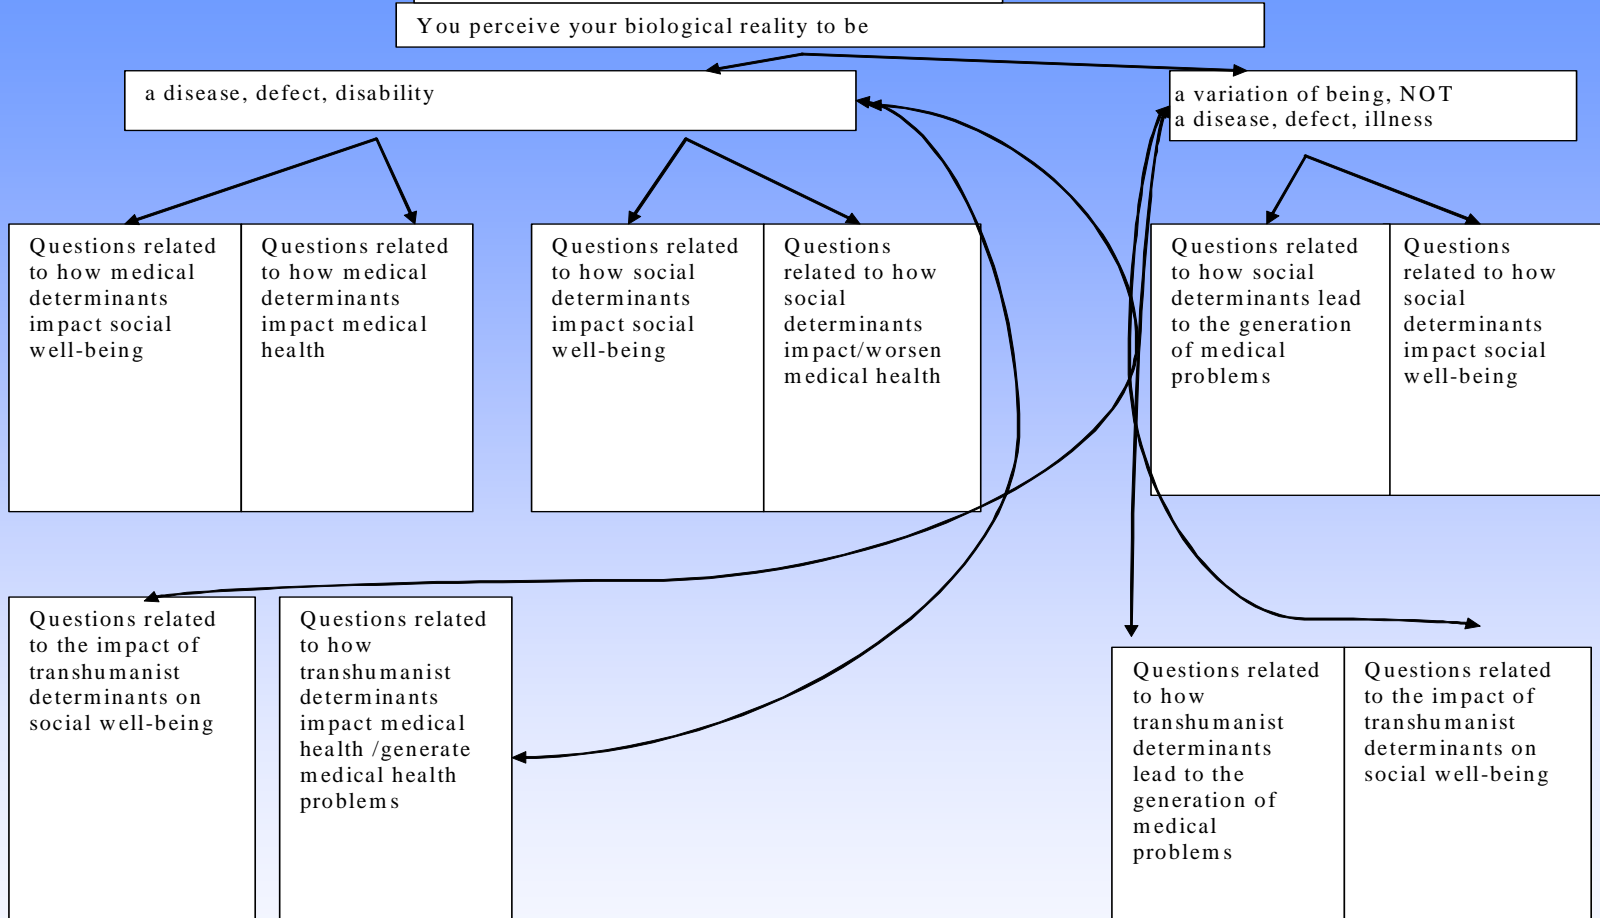 You perceive your biological reality to be
a disease, defect, disability
a variation of being, NOT
a disease, defect, illness
Questions related
to how medical
determinants
impact social
well-being
Questions related
to how medical
determinants
impact medical
health
Questions related
to how social
determinants
impact social
well-being
Questions
related to how
social
determinants
impact/worsen
medical health
Questions related
to how social
determinants lead
to the generation
of medical
problems
Questions
related to how
social
determinants
impact social
well-being
Questions related
to the impact of
transhumanist
determinants on
social well-being
Questions related
to how
transhumanist
determinants
impact medical
health /generate
medical health
problems
Questions related
to how
transhumanist
determinants
lead to the
generation of
medical
problems
Questions related
to the impact of
transhumanist
determinants on
social well-being